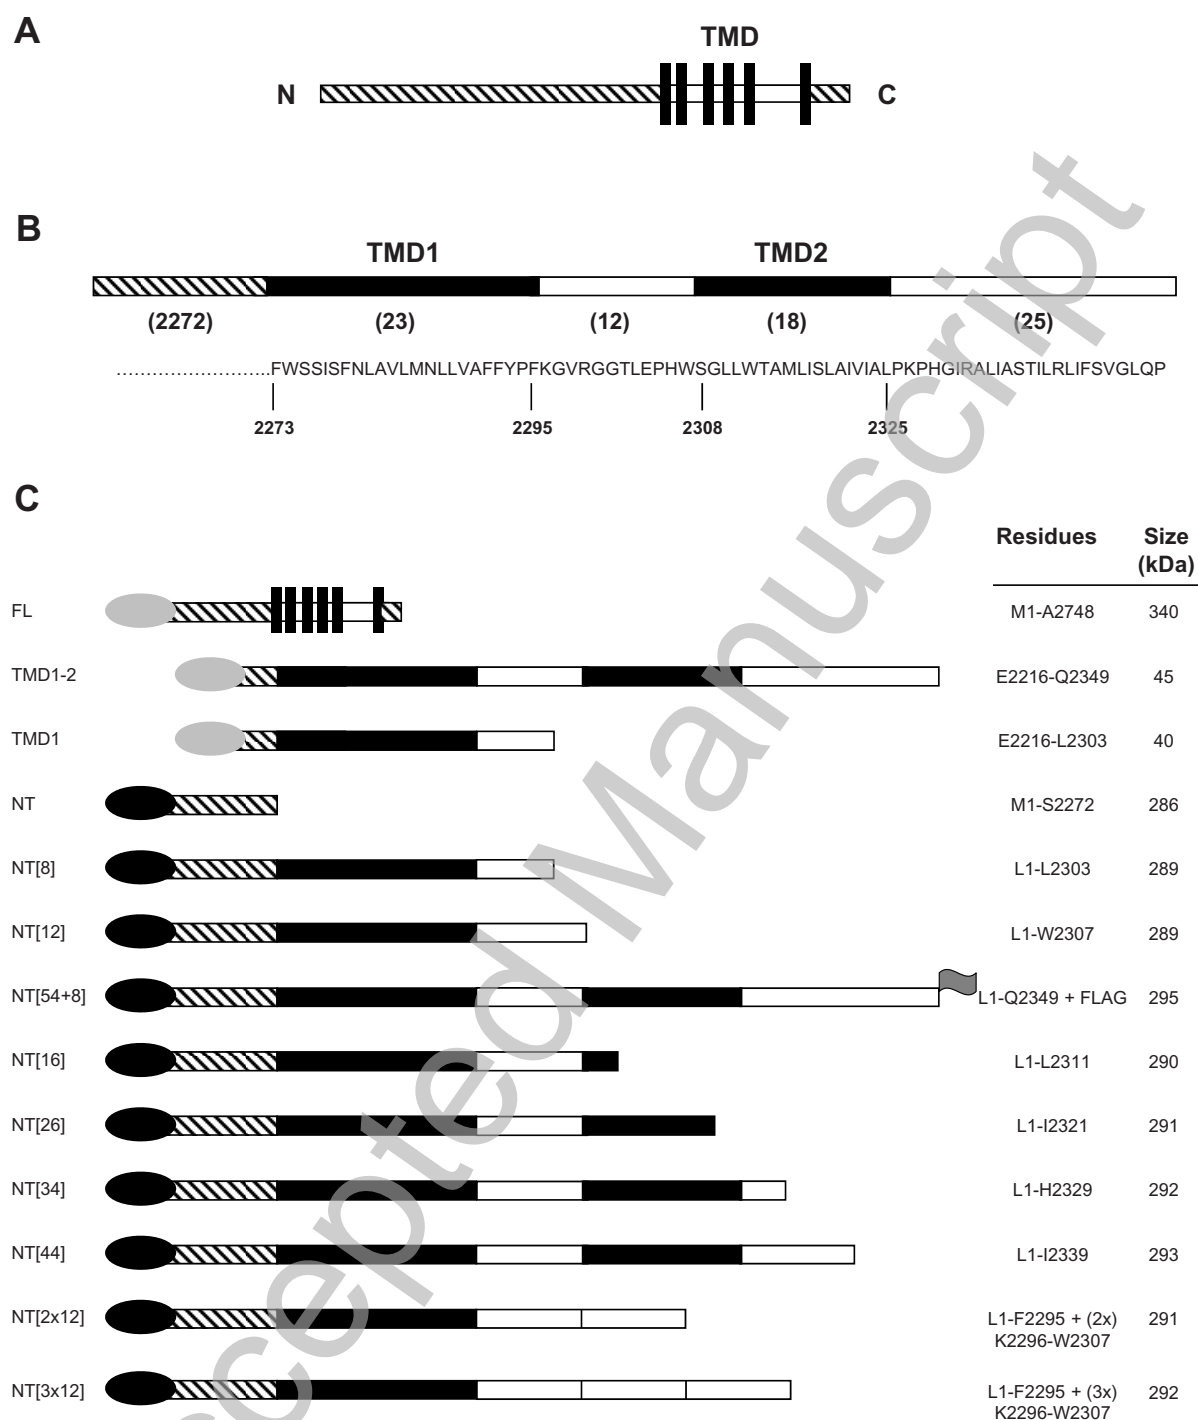 A
TMD
N C
B
TMD1 TMD2
(2272) (23) (12) (18) (25)
..........................FWSSISFNLAVLMNLLVAFFYPFKGVRGGTLEPHWSGLLWTAMLISLAIVIALPKPHGIRALIASTILRLIFSVGLQP
2273 2295 2308 2325
C
Residues Size
(kDa)
FL M1-A2748 340
TMD1-2 E2216-Q2349 45
TMD1 E2216-L2303 40
NT M1-S2272 286
NT[8] L1-L2303 289
NT[12] L1-W2307 289
NT[54+8] L1-Q2349 + FLAG 295
NT[16] L1-L2311 290
NT[26] L1-I2321 291
NT[34] L1-H2329 292
NT[44] L1-I2339 293
NT[2x12] L1-F2295 + (2x) 291
K2296-W2307
NT[3x12] L1-F2295 + (3x) 292
K2296-W2307
cepted Manuscript